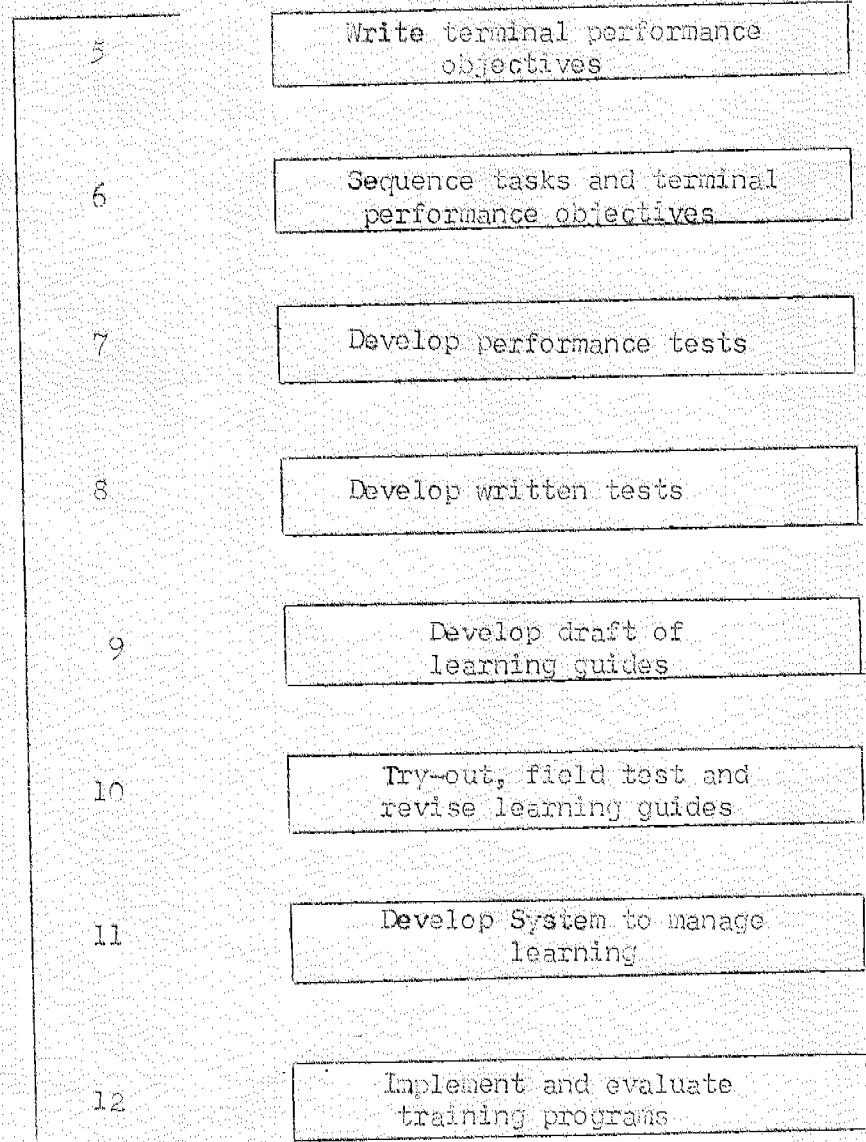 5
Write terminal performance
objectives
6
Sequence tasks and terminal
performance objectives
7
Develop performance tests
8
Develop written tests
9
Develop draft of
learning guides
10
Try-out, field test and
revise learning guides
11
Develop System to manage
learning
12
Implement and evaluate
training programs